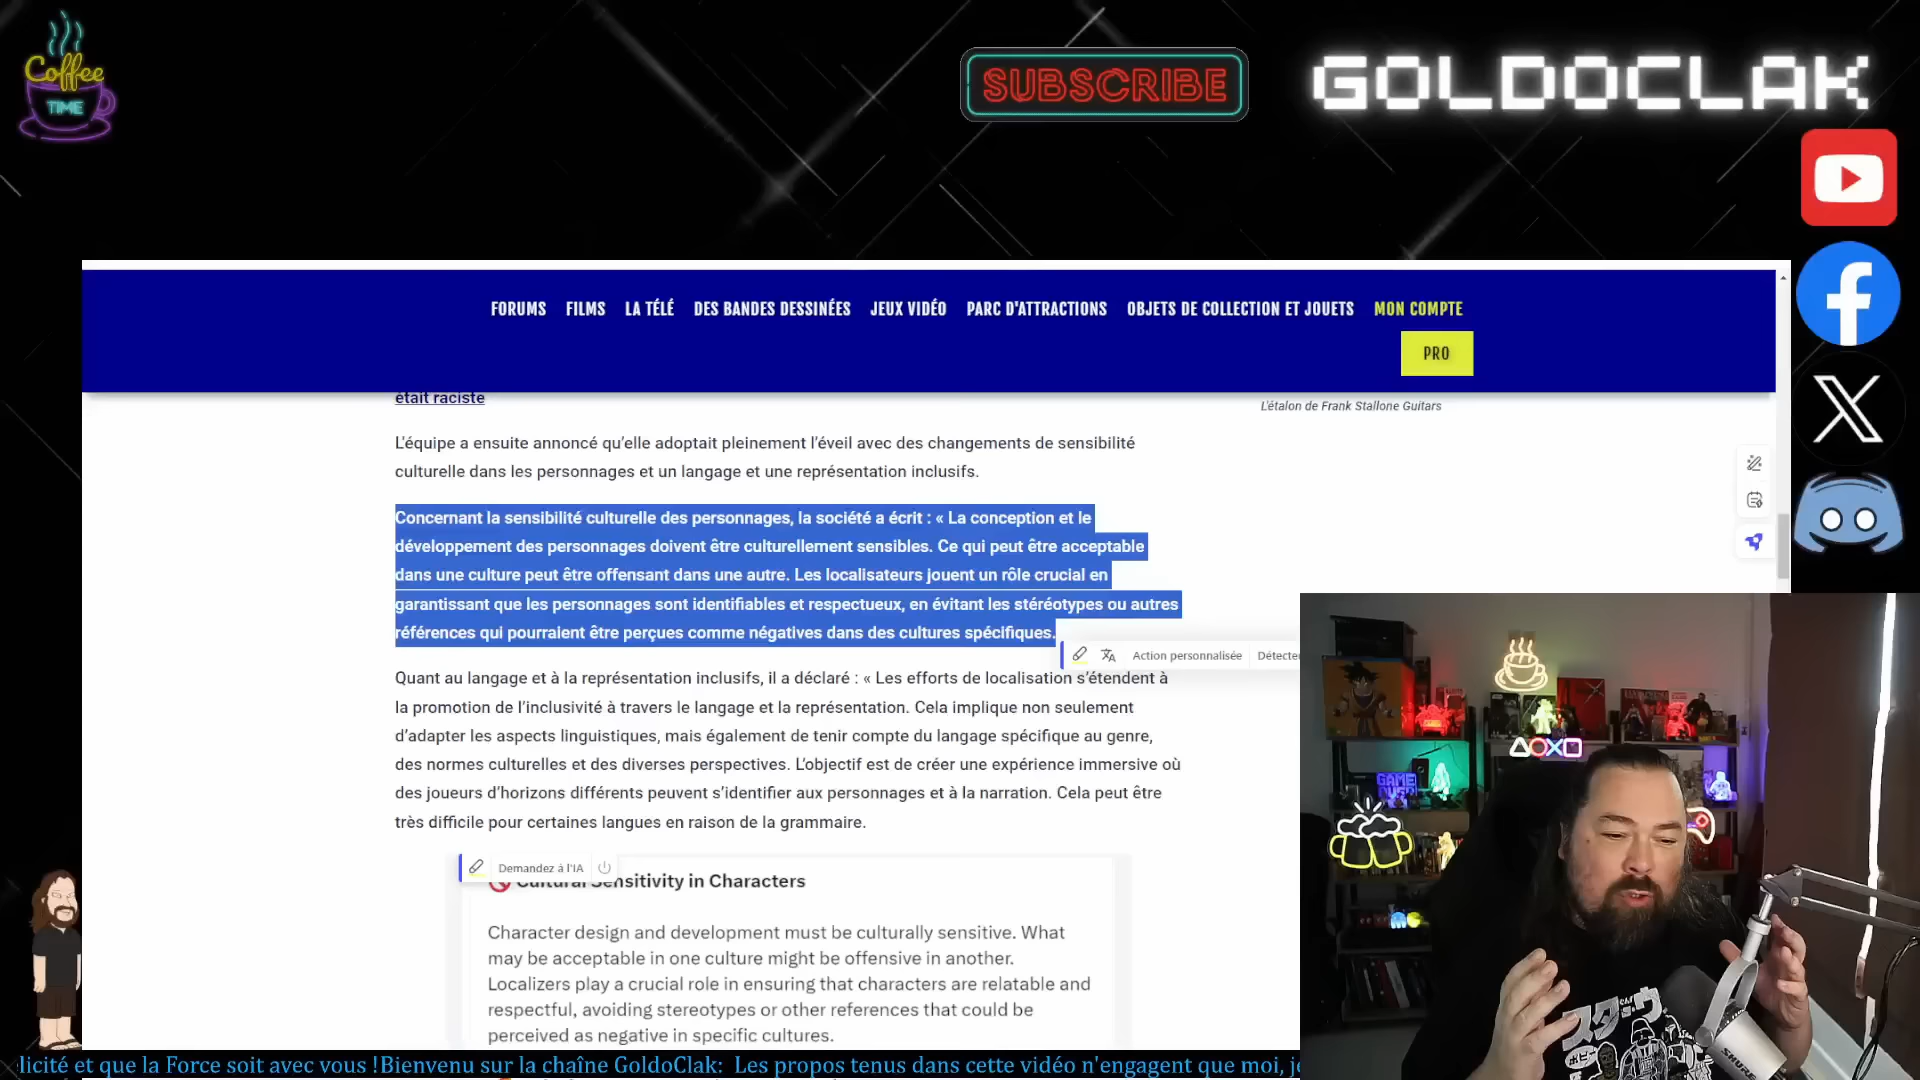 Coffee
TIME
SUBSCRIBE
GOLDOCLAK
FORUMS FILMS LA TÉLÉ DES BANDES DESSINÉES JEUX VIDÉO PARC D'ATTRACTIONS OBJETS DE COLLECTION ET JOUETS MON COMPTE
PRO
était raciste
L'étalon de Frank Stallone Guitars
L'équipe a ensuite annoncé qu'elle adoptait pleinement l'éveil avec des changements de sensibilité
culturelle dans les personnages et un langage et une représentation inclusifs.
Concernant la sensibilité culturelle des personnages, la société a écrit : « La conception et le
développement des personnages doivent être culturellement sensibles. Ce qui peut être acceptable
dans une culture peut être offensant dans une autre. Les localisateurs jouent un rôle crucial en
garantissant que les personnages sont identifiables et respectueux, en évitant les stéréotypes ou autres
références qui pourraient être perçues comme négatives dans des cultures spécifiques.
Action personnalisée Détecter
Quant au langage et à la représentation inclusifs, il a déclaré : « Les efforts de localisation s'étendent à
la promotion de l'inclusivité à travers le langage et la représentation. Cela implique non seulement
d'adapter les aspects linguistiques, mais également de tenir compte du langage spécifique au genre,
des normes culturelles et des diverses perspectives. L'objectif est de créer une expérience immersive où
des joueurs d'horizons différents peuvent s'identifier aux personnages et à la narration. Cela peut être
très difficile pour certaines langues en raison de la grammaire.
Demandez à l'IA
Cultural Sensitivity in Characters
Character design and development must be culturally sensitive. What
may be acceptable in one culture might be offensive in another.
Localizers play a crucial role in ensuring that characters are relatable and
respectful, avoiding stereotypes or other references that could be
perceived as negative in specific cultures.
GAME
スタ・ウ
SHURE
licité et que la Force soit avec vous !Bienvenu sur la chaîne GoldoClak: Les propos tenus dans cette vidéo n'engagent que moi, je